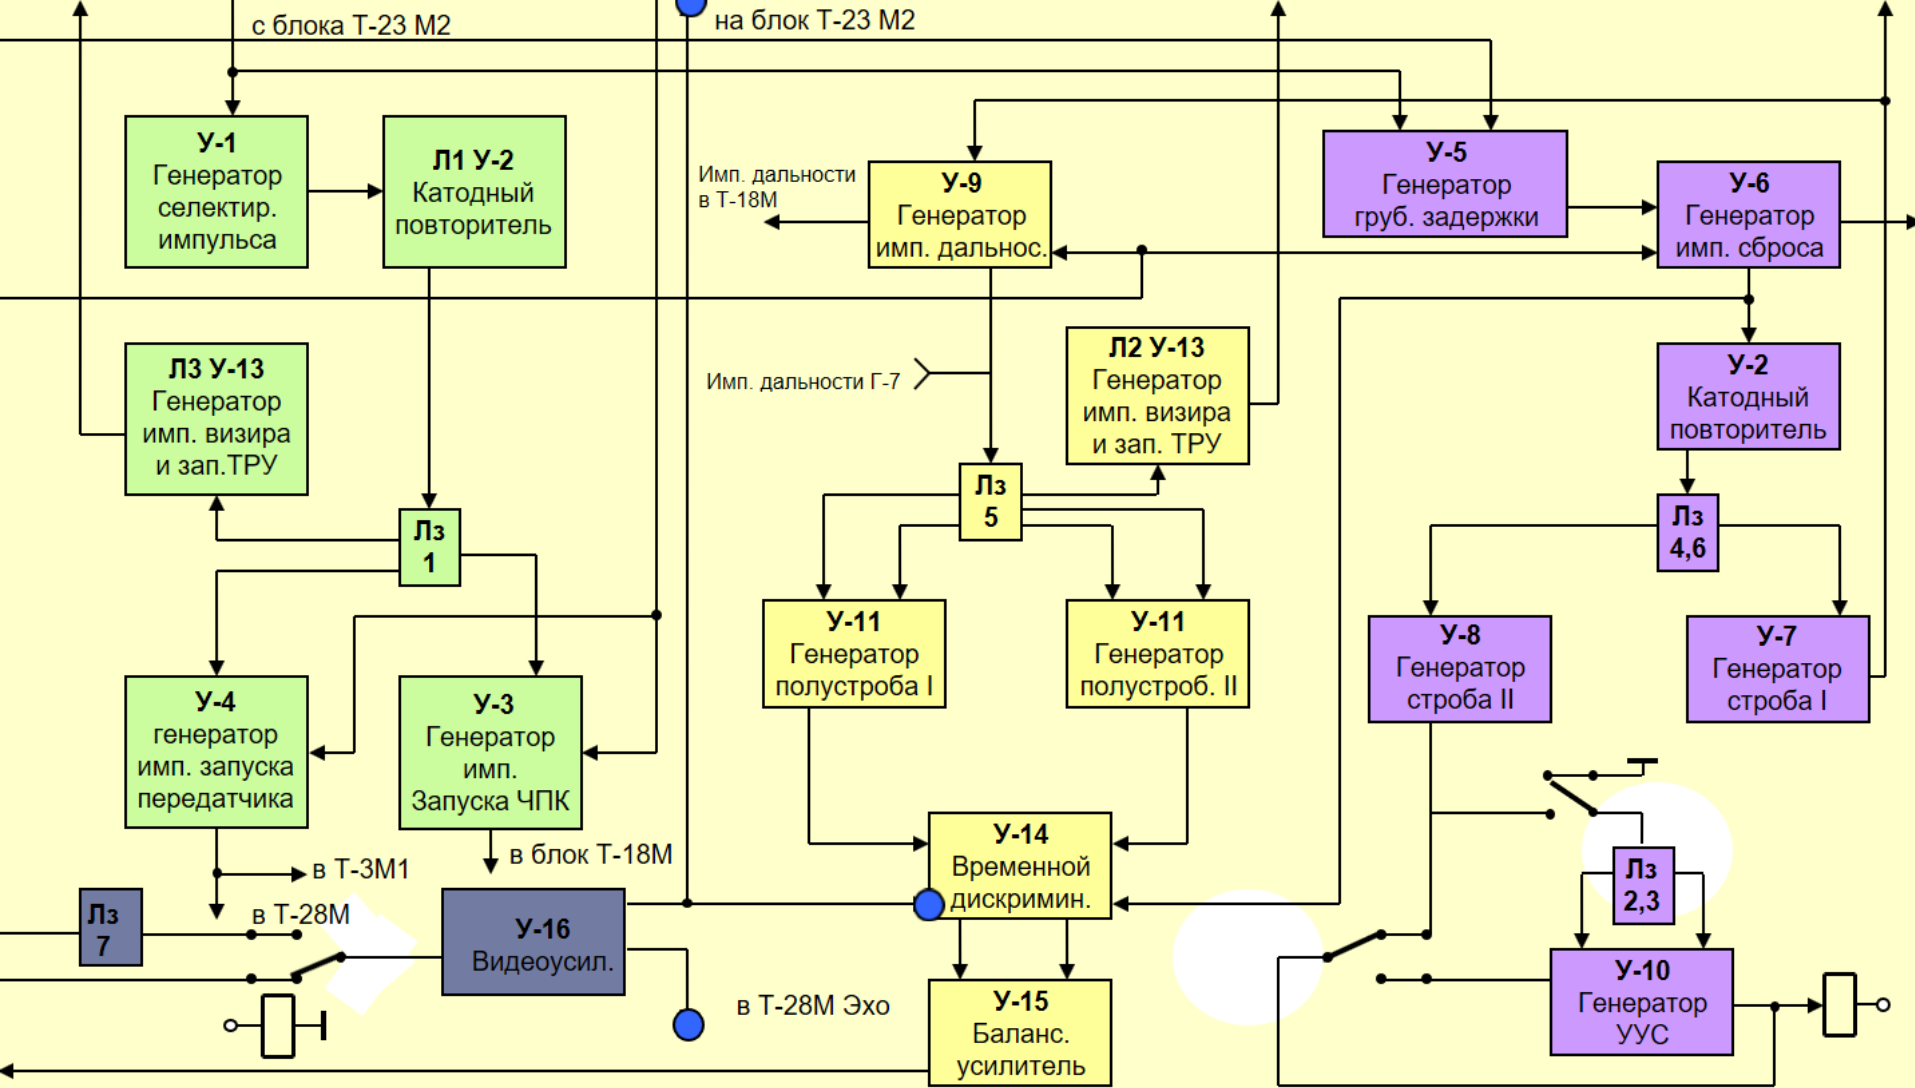 с блока Т-23 М2
на блок Т-23 М2
У-1
Генератор
селектир.
импульса
Л1 У-2
Катодный
повторитель
Имп. дальности
в Т-18М
У-9
Генератор
имп. дальнос.
У-5
Генератор
груб. задержки
У-6
Генератор
имп. сброса
Л3 У-13
Генератор
имп. визира
и зап.ТРУ
Имп. дальности Г-7
Л2 У-13
Генератор
имп. визира
и зап. ТРУ
У-2
Катодный
повторитель
Лз
1
Лз
5
Лз
4,6
У-11
Генератор
полустроба I
У-11
Генератор
полустроб. II
У-8
Генератор
строба II
У-7
Генератор
строба I
У-4
генератор
имп. запуска
передатчика
У-3
Генератор
имп.
Запуска ЧПК
в блок Т-18М
в Т-3М1
У-14
Временной
дискримин.
Лз
2,3
Лз
7
в Т-28М
У-16
Видеоусил.
в Т-28М Эхо
У-15
Баланс.
усилитель
У-10
Генератор
УУС